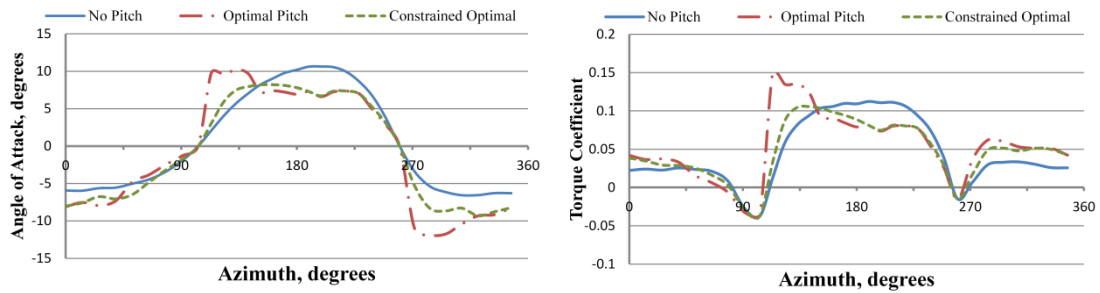 No Pitch Optimal Pitch Constrained Optimal
15
10
5
0
-5
-10
-15
0 90 180 270 360
Angle of Attack, degrees
Azimuth, degrees
No Pitch Optimal Pitch Constrained Optimal
0.2
0.15
0.1
0.05
0
-0.05
-0.1
0 90 180 270 360
Torque Coefficient
Azimuth, degrees